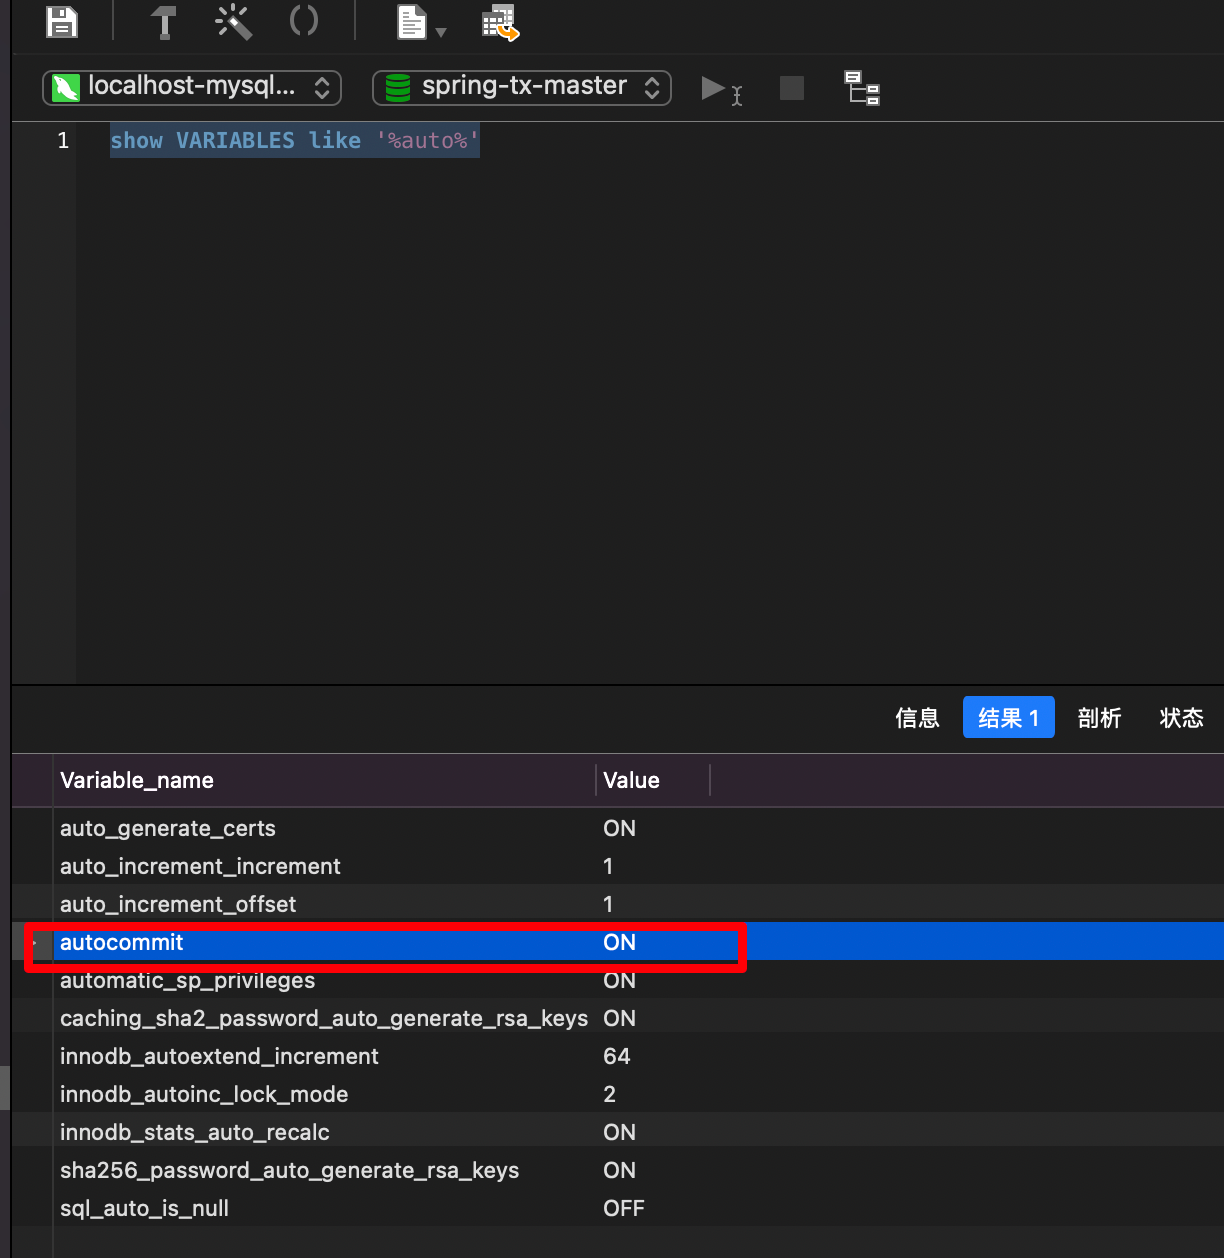 localhost-mysql... spring-tx-master
1 show VARIABLES like '%auto%'
信息 结果 1 剖析 状态
Variable_name Value
auto_generate_certs ON
auto_increment_increment 1
auto_increment_offset 1
autocommit ON
automatic_sp_privileges ON
caching_sha2_password_auto_generate_rsa_keys ON
innodb_autoextend_increment 64
innodb_autoinc_lock_mode 2
innodb_stats_auto_recalc ON
sha256_password_auto_generate_rsa_keys ON
sql_auto_is_null OFF